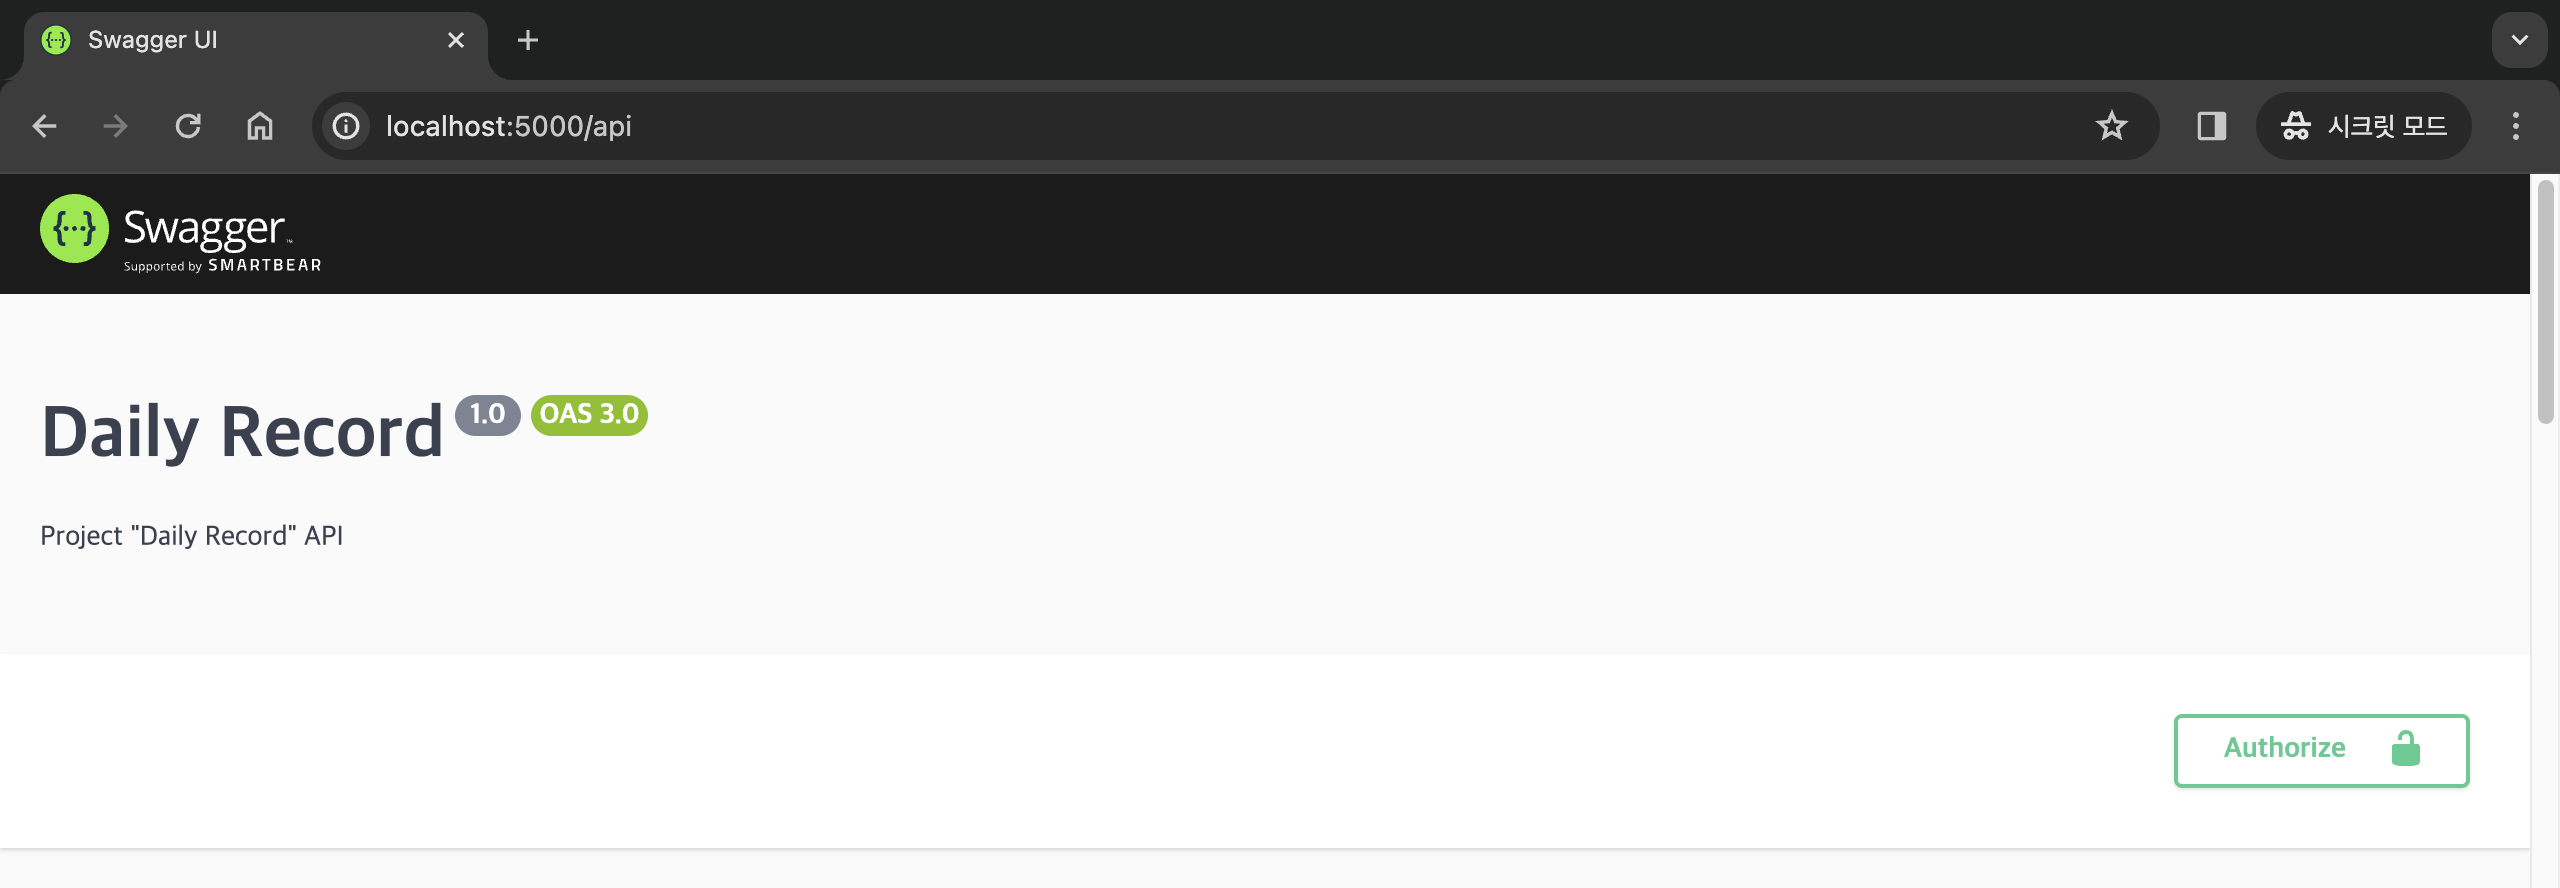 Swagger UI
localhost:5000/api
시크릿 모드
Swagger™
Supported by SMARTBEAR
Daily Record 1.0 OAS 3.0
Project "Daily Record" API
Authorize